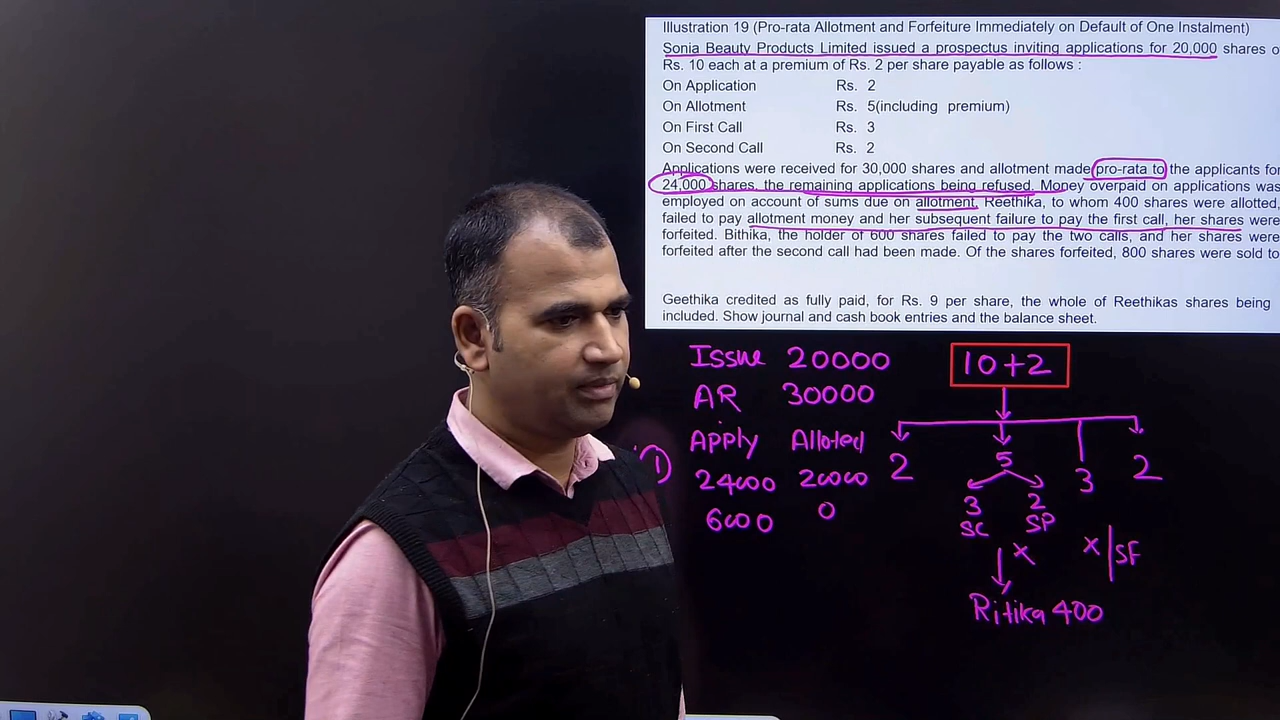 Illustration 19 (Pro-rata Allotment and Forfeiture Immediately on Default of One Instalment)
Sonia Beauty Products Limited issued a prospectus inviting applications for 20,000 shares o
Rs. 10 each at a premium of Rs. 2 per share payable as follows :
On Application Rs. 2
On Allotment Rs. 5(including premium)
On First Call Rs. 3
On Second Call Rs. 2
Applications were received for 30,000 shares and allotment made pro-rata to the applicants for
24,000 shares, the remaining applications being refused. Money overpaid on applications was
employed on account of sums due on allotment. Reethika, to whom 400 shares were allotted,
failed to pay allotment money and her subsequent failure to pay the first call, her shares were
forfeited. Bithika, the holder of 600 shares failed to pay the two calls, and her shares were
forfeited after the second call had been made. Of the shares forfeited, 800 shares were sold to
Geethika credited as fully paid, for Rs. 9 per share, the whole of Reethikas shares being
included. Show journal and cash book entries and the balance sheet.
Issue 20000
AR 30000
Apply Alloted
1 24000 20000
6000 0
10+2
2 5 3 2
3 2
SC SP
x x SF
Ritika 400